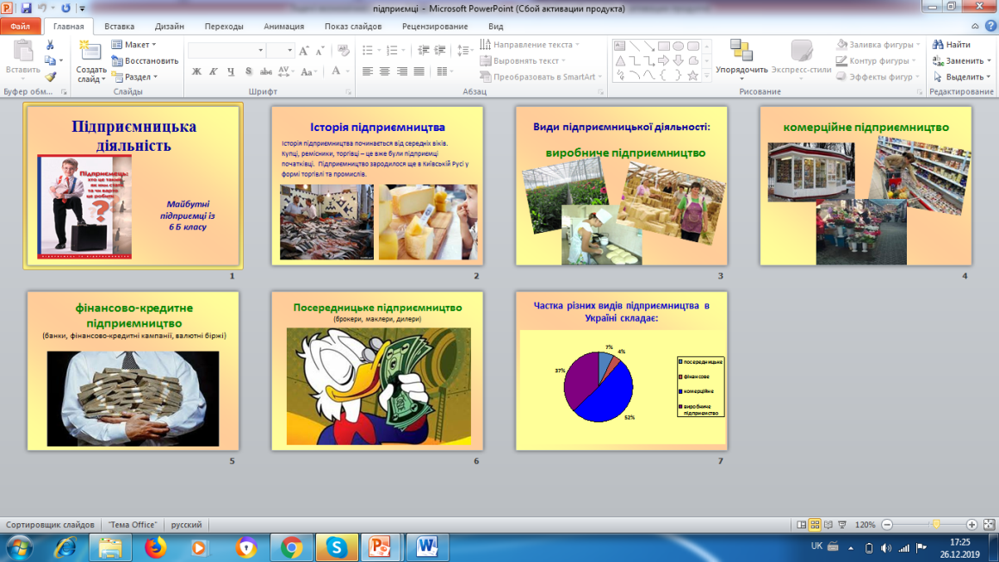 підприємці - Microsoft PowerPoint (Сбой активации продукта)
Файл Главная Вставка Дизайн Переходы Анимация Показ слайдов Рецензирование Вид
Вставить
Буфер обм...
Создать слайд
Макет
Восстановить
Раздел
Слайды
Ж К Ч S abc AV Aa A
Шрифт
Направление текста
Выровнять текст
Преобразовать в SmartArt
Абзац
Упорядочить
Экспресс-стили
Заливка фигуры
Контур фигуры
Эффекты фигур
Рисование
Найти
Заменить
Выделить
Редактирование
Підприємницька
діяльність
Підприємець:
хто це такий,
як ним стати
та чи варто
це робити
?
Майбутні
підприємці із
6 Б класу
1
Історія підприємництва
Історія підприємництва починається від середніх віків.
Купці, ремісники, торгівці – це вже були підприємці
початківці. Підприємництво зародилося ще в Київській Русі у
формі торгівлі та промислів.
2
Види підприємницької діяльності:
виробниче підприємництво
3
комерційне підприємництво
4
фінансово-кредитне
підприємництво
(банки, фінансово-кредитні кампанії, валютні біржі)
5
Посередницьке підприємництво
(брокери, маклери, дилери)
6
Частка різних видів підприємництва в
Україні складає:
7%
4%
37%
52%
посередницьке
фінансове
комерційне
виробниче
підприємство
7
Сортировщик слайдов "Тема Office" русский 120%
UK 17:25
26.12.2019